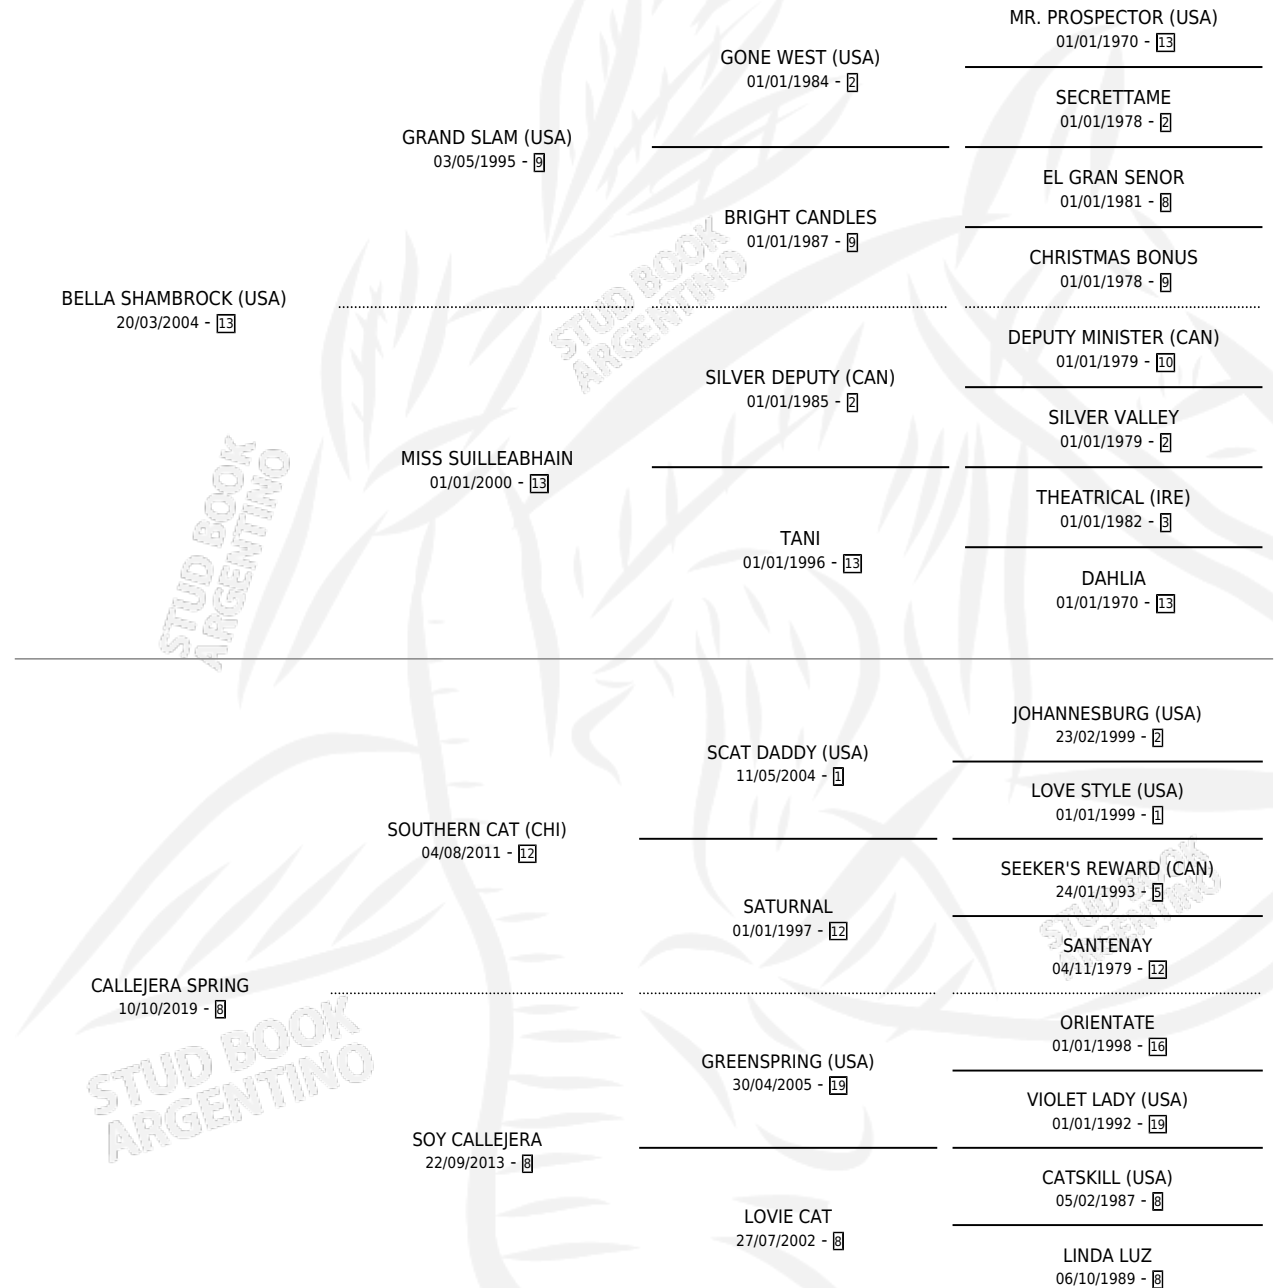 MR. PROSPECTOR (USA)
01/01/1970 - 13
GONE WEST (USA)
01/01/1984 - 2
SECRETTAME
01/01/1978 - 2
GRAND SLAM (USA)
03/05/1995 - 9
EL GRAN SENOR
01/01/1981 - 8
BRIGHT CANDLES
01/01/1987 - 9
CHRISTMAS BONUS
01/01/1978 - 9
BELLA SHAMBROCK (USA)
20/03/2004 - 13
DEPUTY MINISTER (CAN)
01/01/1979 - 10
SILVER DEPUTY (CAN)
01/01/1985 - 2
SILVER VALLEY
01/01/1979 - 2
MISS SUILLEABHAIN
01/01/2000 - 13
THEATRICAL (IRE)
01/01/1982 - 3
TANI
01/01/1996 - 13
DAHLIA
01/01/1970 - 13
STUD BOOK
ARGENTINO
STUD BOOK
ARGENTINO
JOHANNESBURG (USA)
23/02/1999 - 2
SCAT DADDY (USA)
11/05/2004 - 1
LOVE STYLE (USA)
01/01/1999 - 1
SOUTHERN CAT (CHI)
04/08/2011 - 12
SEEKER'S REWARD (CAN)
24/01/1993 - 5
SATURNAL
01/01/1997 - 12
SANTENAY
04/11/1979 - 12
CALLEJERA SPRING
10/10/2019 - 8
ORIENTATE
01/01/1998 - 16
GREENSPRING (USA)
30/04/2005 - 19
VIOLET LADY (USA)
01/01/1992 - 19
SOY CALLEJERA
22/09/2013 - 8
CATSKILL (USA)
05/02/1987 - 8
LOVIE CAT
27/07/2002 - 8
LINDA LUZ
06/10/1989 - 8
STUD BOOK
ARGENTINO
STUD BOOK
ARGENTINO